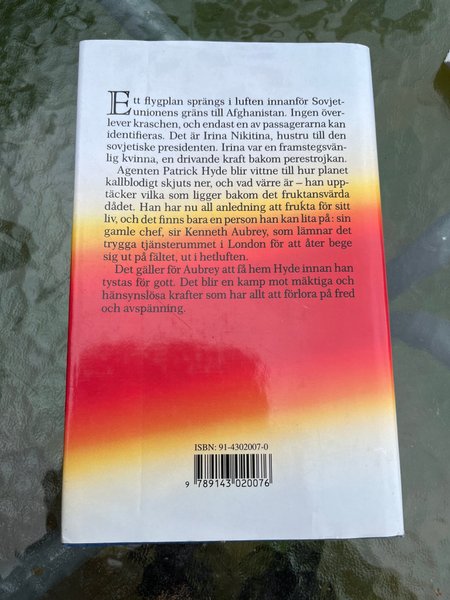 Ett flygplan sprängs i luften innanför Sovjet-
unionens gräns till Afghanistan. Ingen över-
lever kraschen, och endast en av passagerarna kan
identifieras. Det är Irina Nikitina, hustru till den
sovjetiske presidenten. Irina var en framstegsvän-
lig kvinna, en drivande kraft bakom perestrojkan.
Agenten Patrick Hyde blir vittne till hur planet
kallblodigt skjuts ner, och vad värre är – han upp-
täcker vilka som ligger bakom det fruktansvärda
dådet. Han har nu all anledning att frukta för sitt
liv, och det finns bara en person han kan lita på: sin
gamle chef, sir Kenneth Aubrey, som lämnar det
trygga tjänsterummet i London för att åter bege
sig ut på fältet, ut i hetluften.
Det gäller för Aubrey att få hem Hyde innan han
tystas för gott. Det blir en kamp mot mäktiga och
hänsynslösa krafter som har allt att förlora på fred
och avspänning.
ISBN: 91-4302007-0
9 789143 020076